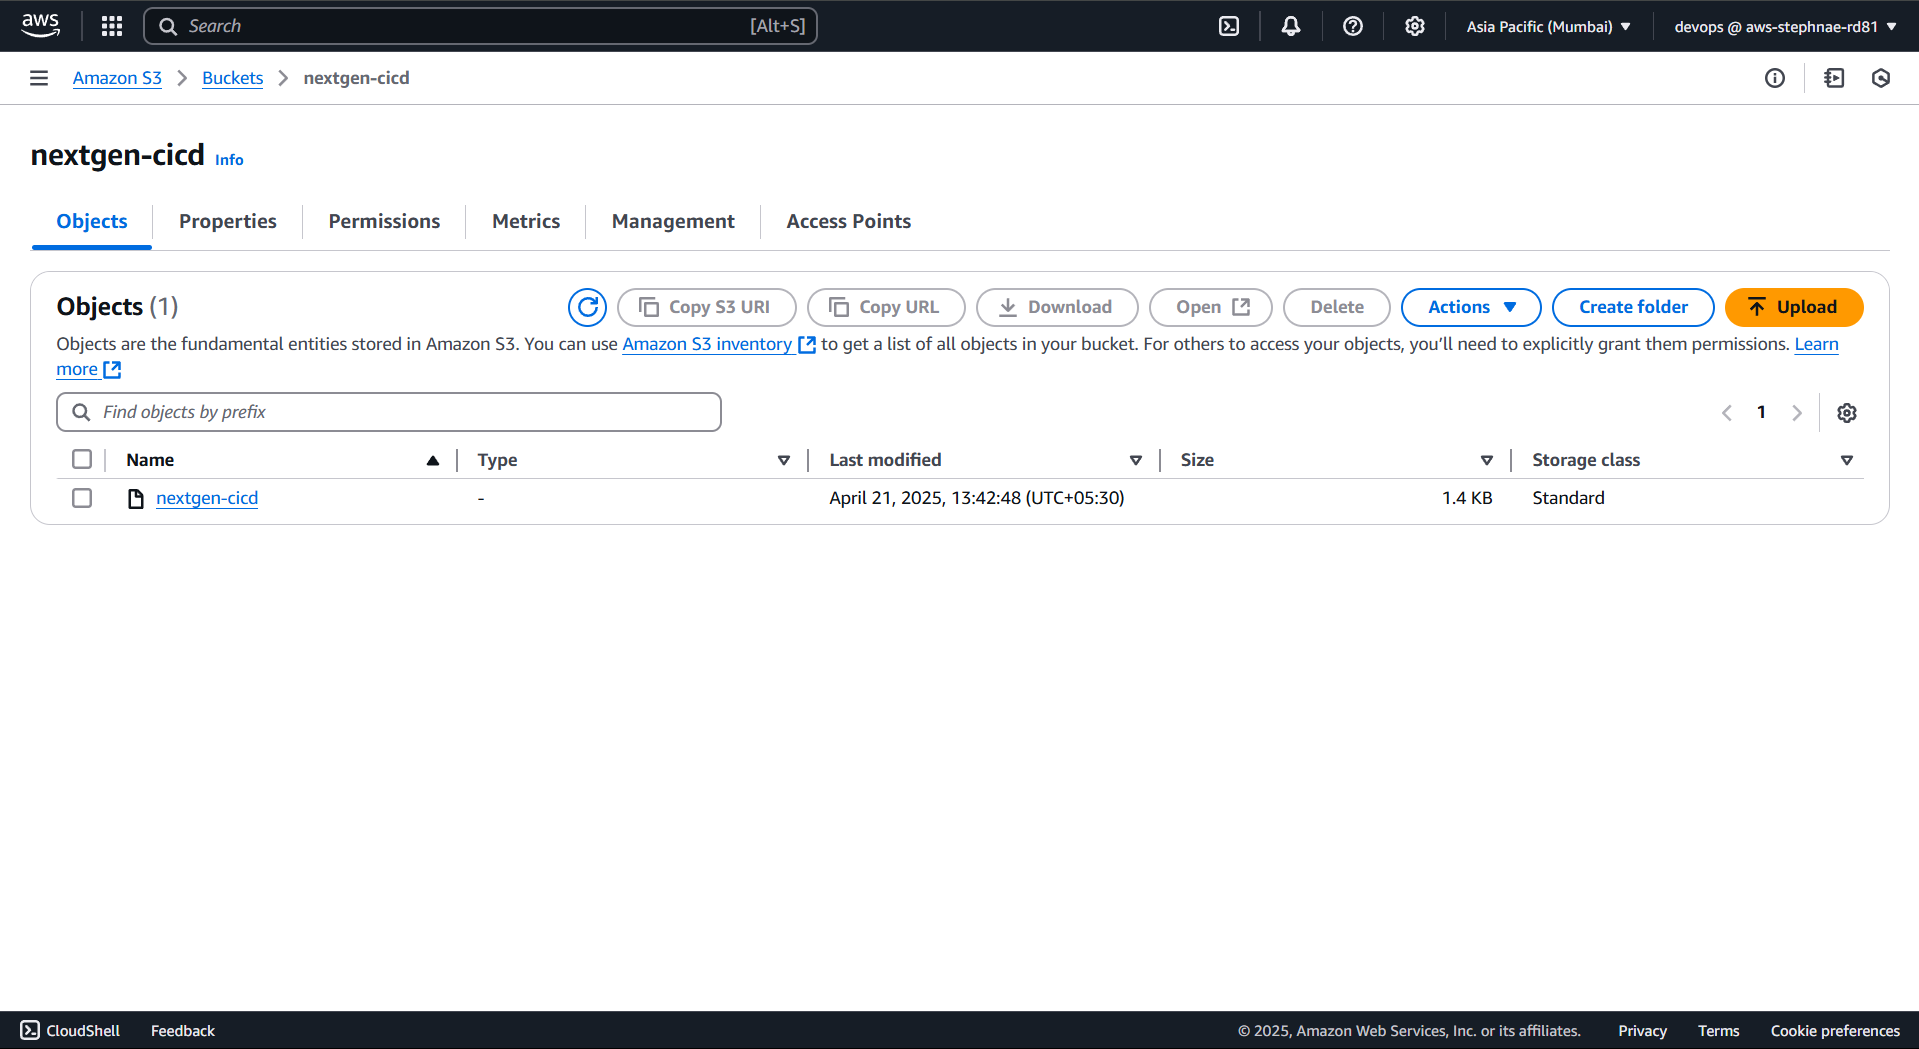 aws Search [Alt+S] Asia Pacific (Mumbai) devops @ aws-stephnae-rd81
Amazon S3 Buckets nextgen-cicd
nextgen-cicd Info
Objects Properties Permissions Metrics Management Access Points
Objects (1) Copy S3 URI Copy URL Download Open Delete Actions Create folder Upload
Objects are the fundamental entities stored in Amazon S3. You can use Amazon S3 inventory to get a list of all objects in your bucket. For others to access your objects, you’ll need to explicitly grant them permissions. Learn
more
Find objects by prefix 1
Name Type Last modified Size Storage class
nextgen-cicd - April 21, 2025, 13:42:48 (UTC+05:30) 1.4 KB Standard
CloudShell Feedback © 2025, Amazon Web Services, Inc. or its affiliates. Privacy Terms Cookie preferences